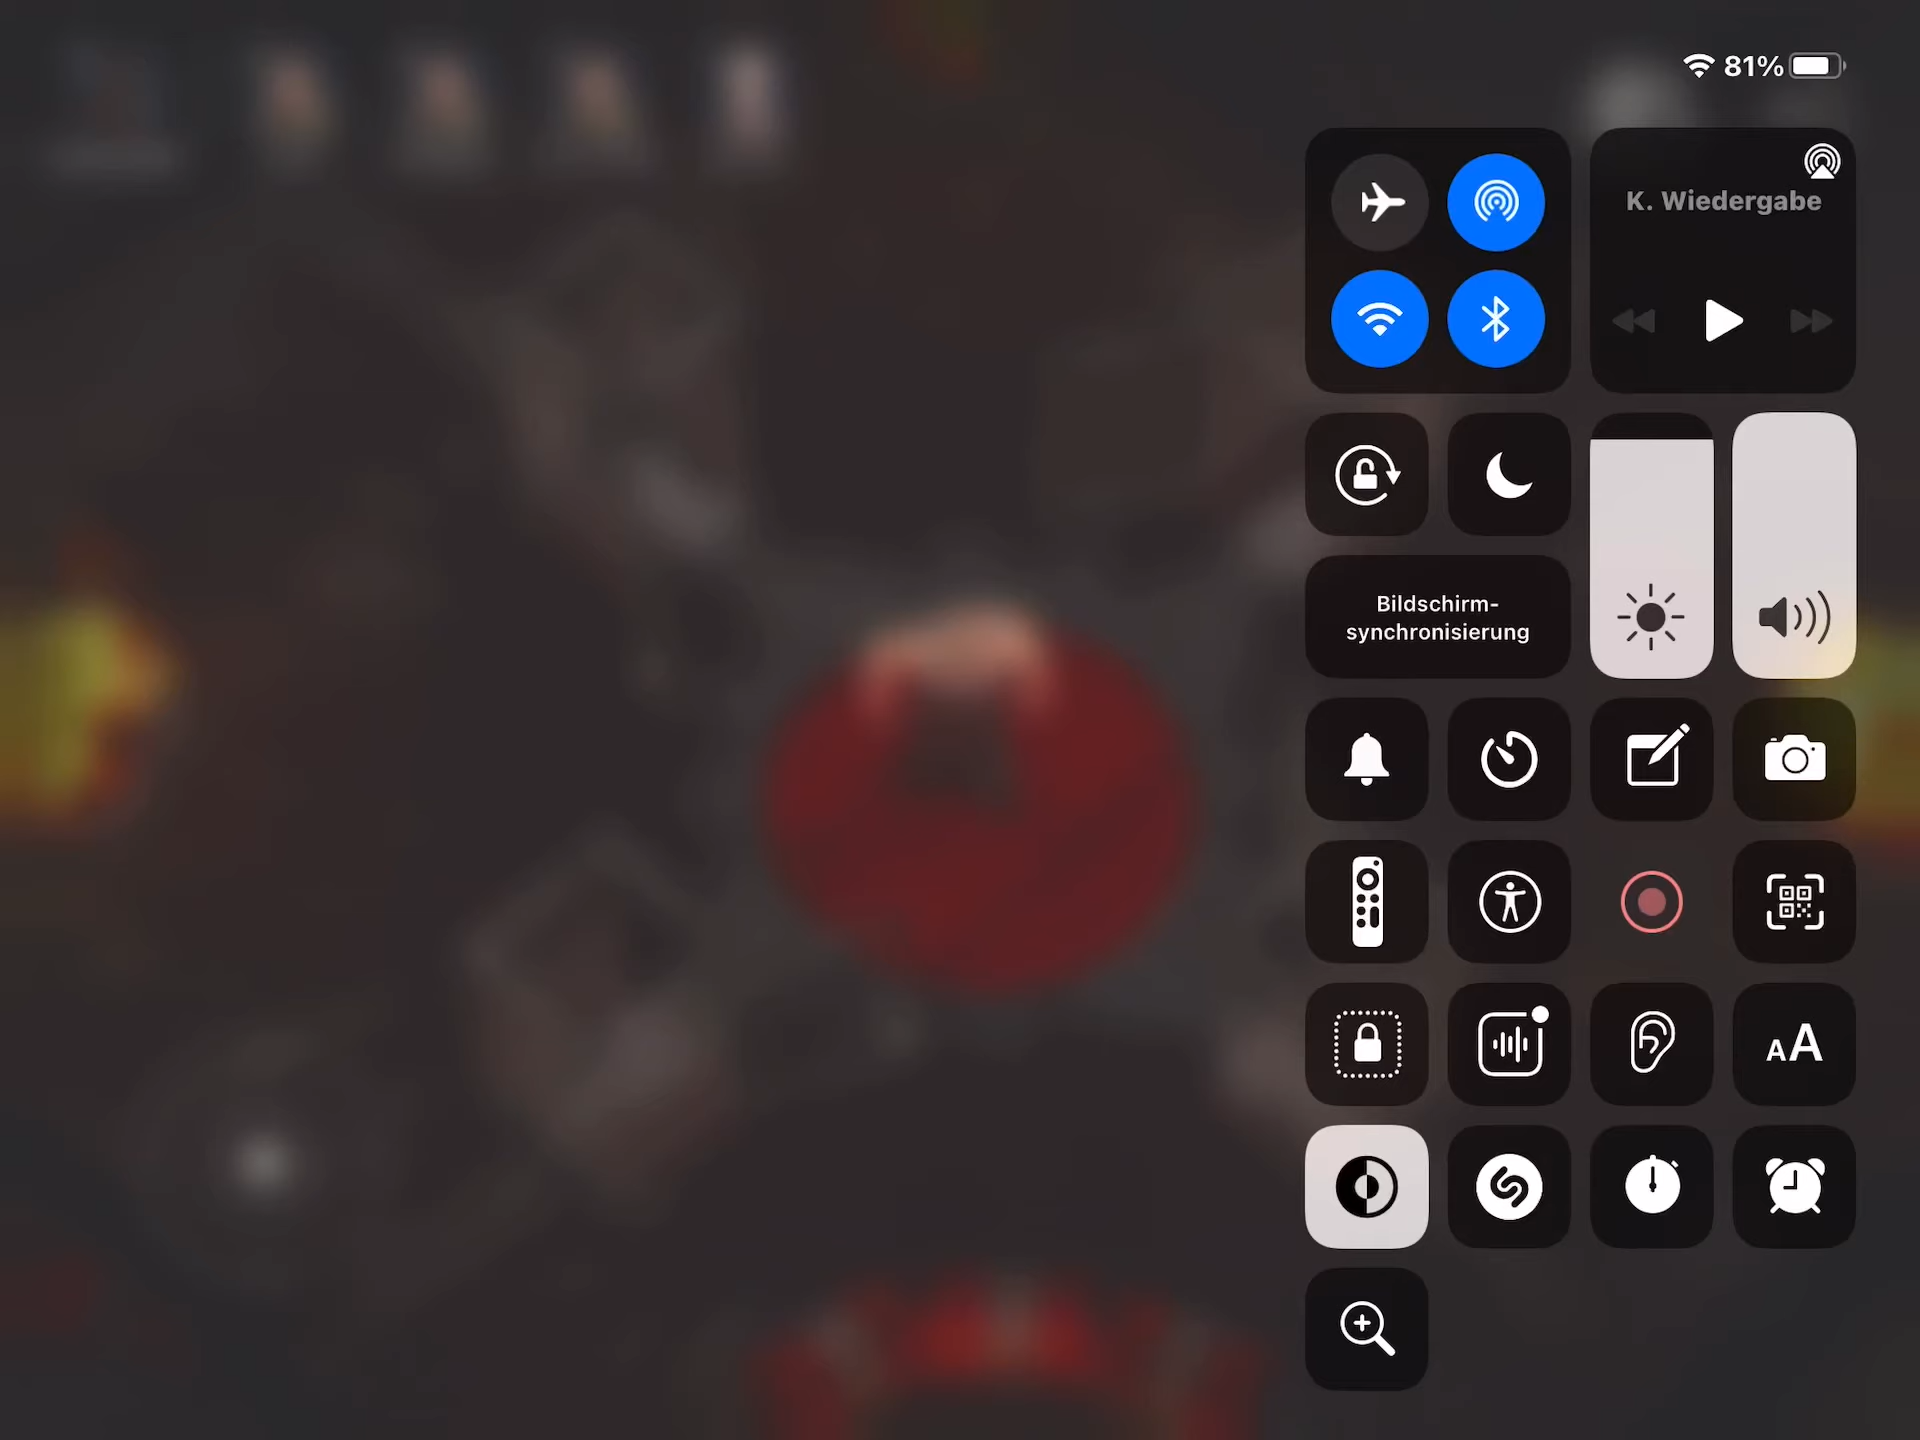 81%
K. Wiedergabe
Bildschirm-
synchronisierung
AA